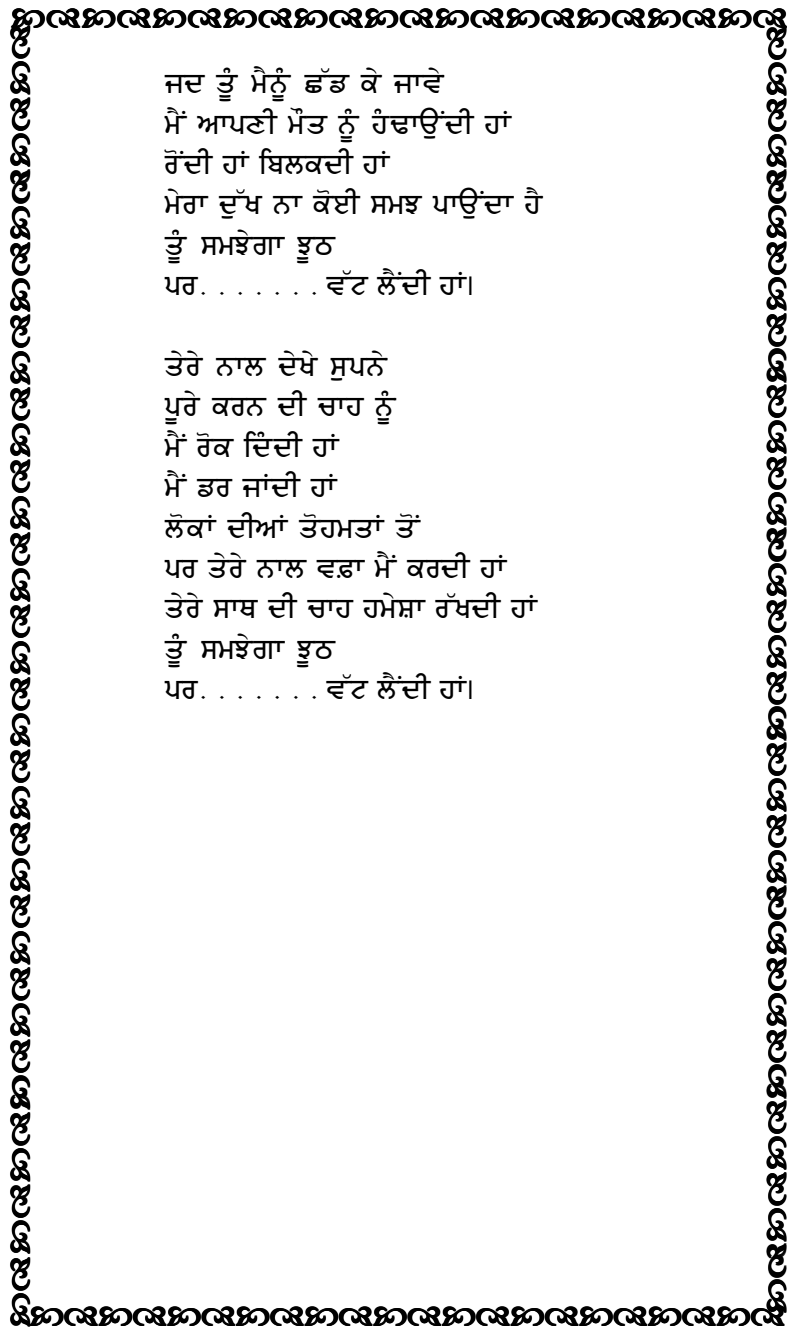 ਜਦ ਤੂੰ ਮੈਨੂੰ ਛੱਡ ਕੇ ਜਾਵੇ
ਮੈਂ ਆਪਣੀ ਮੌਤ ਨੂੰ ਹੰਢਾਉਂਦੀ ਹਾਂ
ਰੋਂਦੀ ਹਾਂ ਬਿਲਕਦੀ ਹਾਂ
ਮੇਰਾ ਦੁੱਖ ਨਾ ਕੋਈ ਸਮਝ ਪਾਉਂਦਾ ਹੈ
ਤੂੰ ਸਮਝੇਗਾ ਝੂਠ
ਪਰ. . . . . . . ਵੱਟ ਲੈਂਦੀ ਹਾਂ।
ਤੇਰੇ ਨਾਲ ਦੇਖੇ ਸੁਪਨੇ
ਪੂਰੇ ਕਰਨ ਦੀ ਚਾਹ ਨੂੰ
ਮੈਂ ਰੋਕ ਦਿੰਦੀ ਹਾਂ
ਮੈਂ ਡਰ ਜਾਂਦੀ ਹਾਂ
ਲੋਕਾਂ ਦੀਆਂ ਤੋਹਮਤਾਂ ਤੋਂ
ਪਰ ਤੇਰੇ ਨਾਲ ਵਫ਼ਾ ਮੈਂ ਕਰਦੀ ਹਾਂ
ਤੇਰੇ ਸਾਥ ਦੀ ਚਾਹ ਹਮੇਸ਼ਾ ਰੱਖਦੀ ਹਾਂ
ਤੂੰ ਸਮਝੇਗਾ ਝੂਠ
ਪਰ. . . . . . . ਵੱਟ ਲੈਂਦੀ ਹਾਂ।